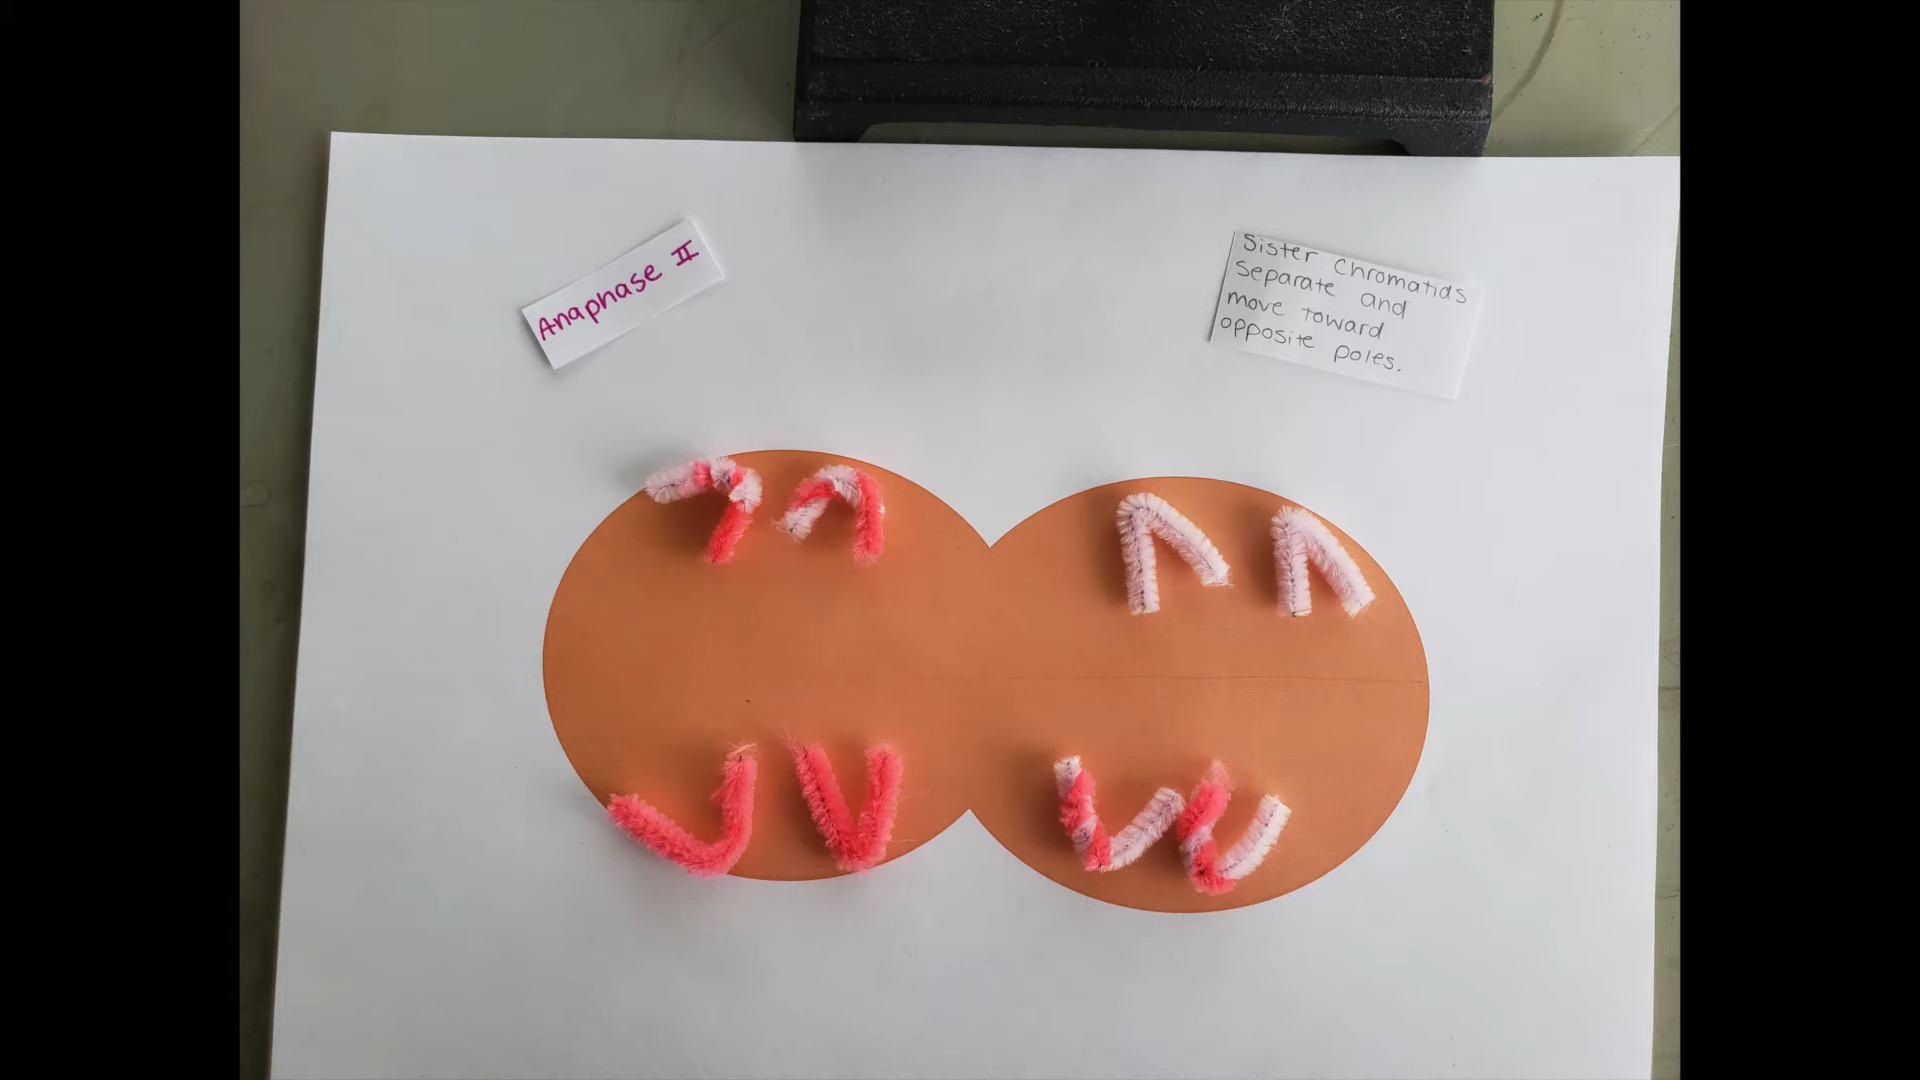 Anaphase II
Sister Chromatids
separate and
move toward
opposite poles.